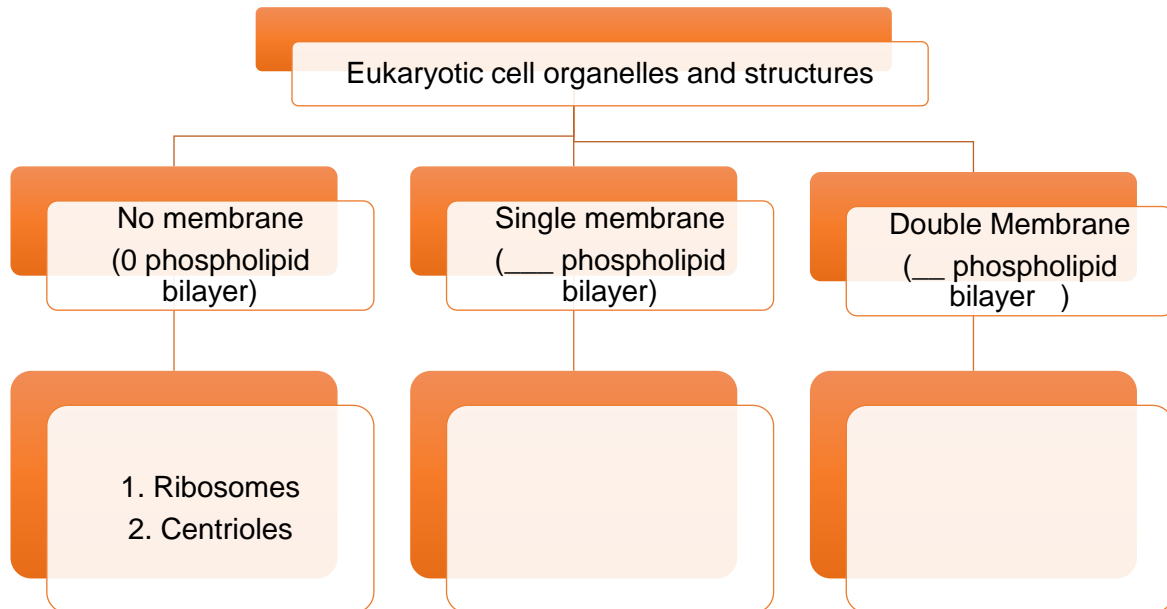 Eukaryotic cell organelles and structures
No membrane
(0 phospholipid
bilayer)
Single membrane
(___ phospholipid
bilayer)
Double Membrane
(__ phospholipid
bilayer   )
1. Ribosomes
2. Centrioles